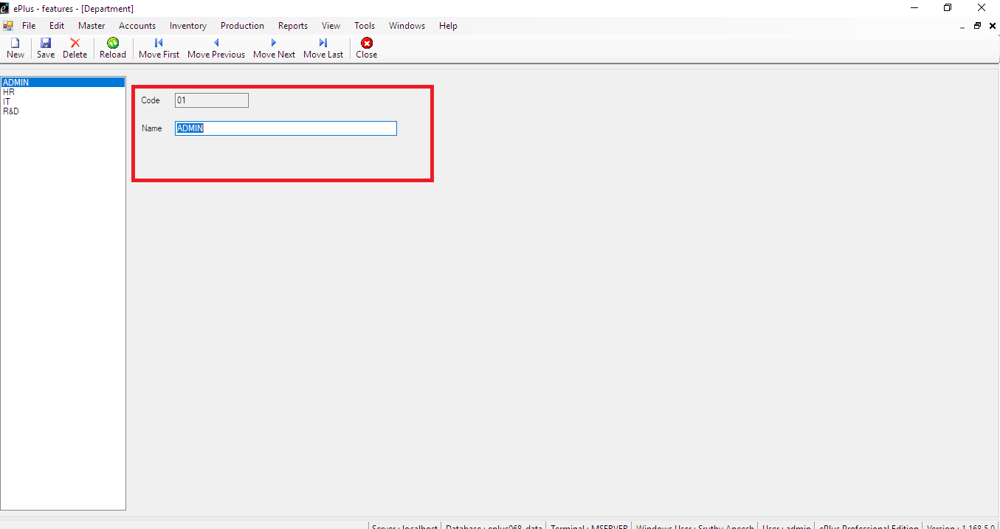 ePlus - features - [Department]
File Edit Master Accounts Inventory Production Reports View Tools Windows Help
New Save Delete Reload Move First Move Previous Move Next Move Last Close
ADMIN
HR
IT
R&D
Code 01
Name ADMIN
Server : localhost Database : eplus068_data Terminal : MSERVER Windows User : Sruthy Aneesh User : admin ePlus Professional Edition Version : 1.168.5.0